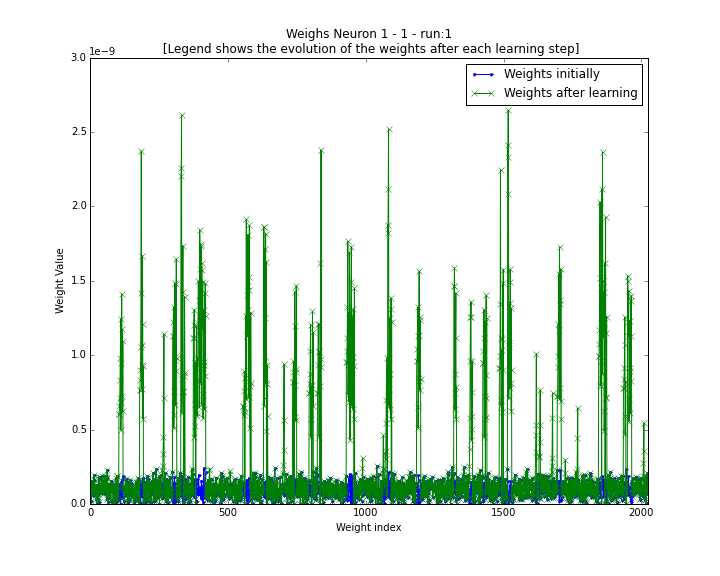 Weighs Neuron 1 - 1 - run:1
[Legend shows the evolution of the weights after each learning step]
1e−9
3.0
Weights initially
Weights after learning
2.5
2.0
Weight Value
1.5
1.0
0.5
0.0
0 500 1000 1500 2000
Weight index